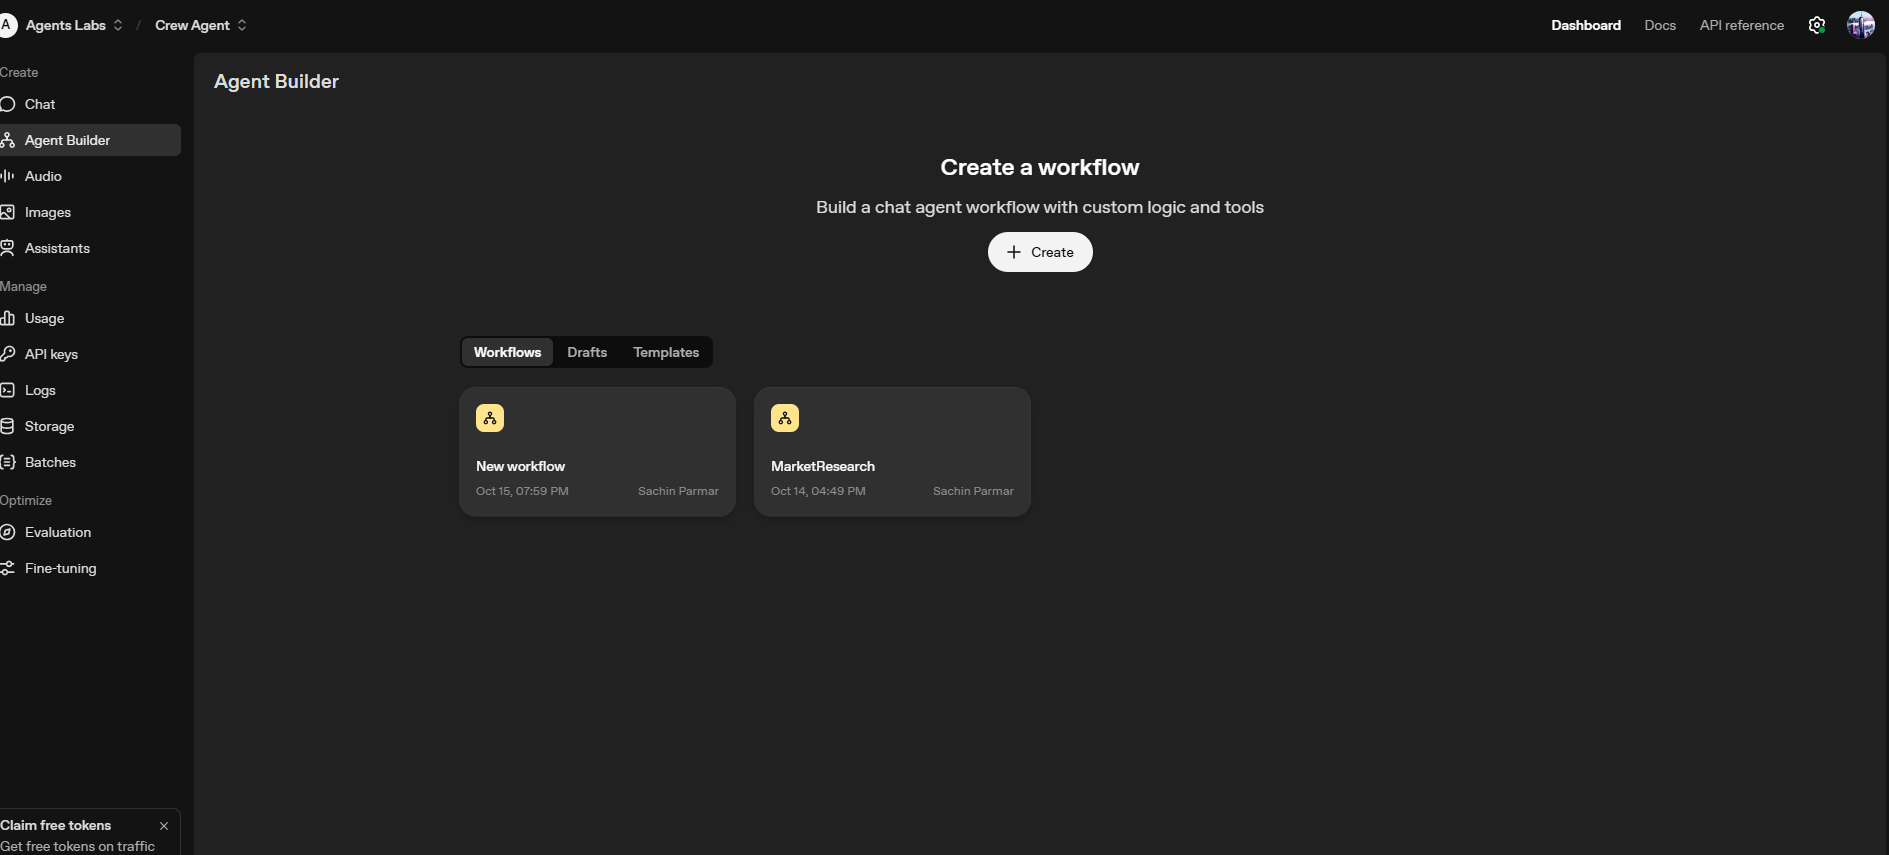 A Agents Labs / Crew Agent
Dashboard Docs API reference
Create
Chat
Agent Builder
Audio
Images
Assistants
Manage
Usage
API keys
Logs
Storage
Batches
Optimize
Evaluation
Fine-tuning
Claim free tokens
Get free tokens on traffic
Agent Builder
Create a workflow
Build a chat agent workflow with custom logic and tools
Create
Workflows Drafts Templates
New workflow
Oct 15, 07:59 PM Sachin Parmar
MarketResearch
Oct 14, 04:49 PM Sachin Parmar